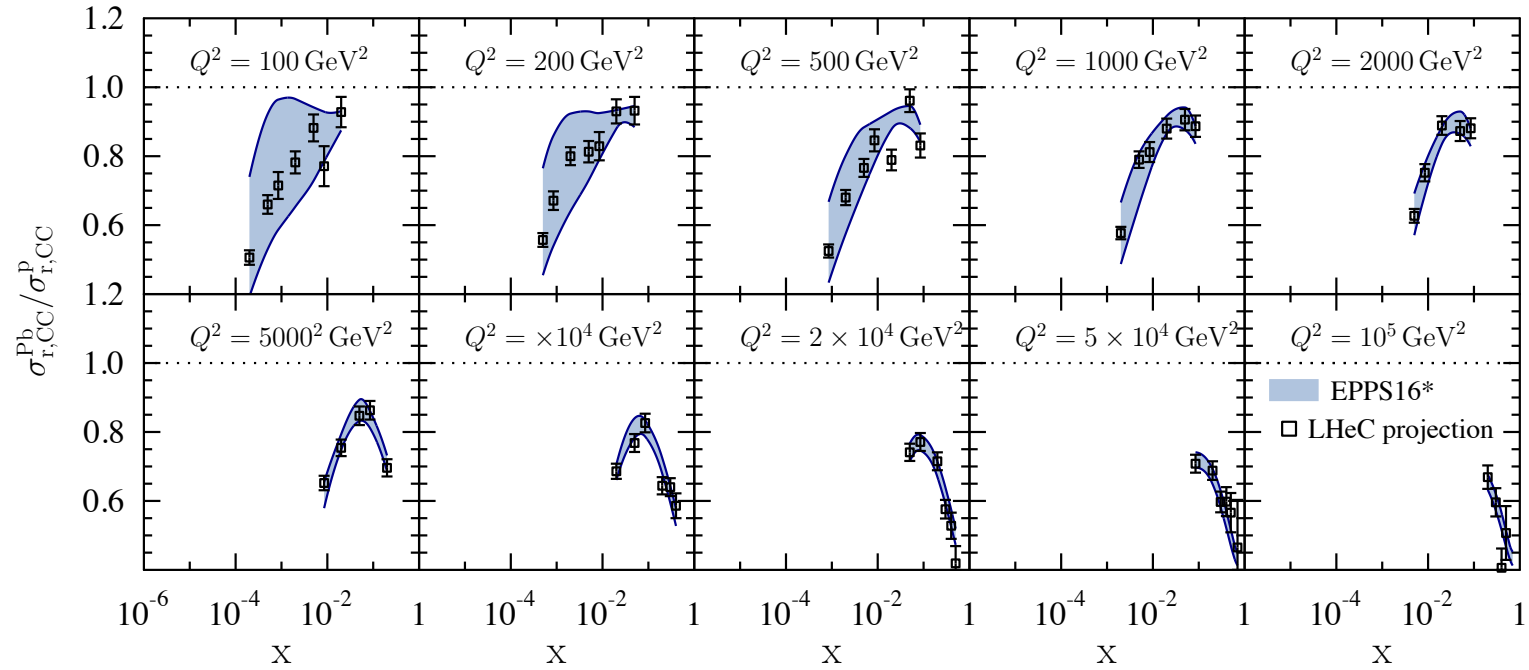 σ^Pb_r,CC/σ^p_r,CC
1.2
1.0
0.8
0.6
Q² = 100 GeV²
Q² = 200 GeV²
Q² = 500 GeV²
Q² = 1000 GeV²
Q² = 2000 GeV²
1.2
1.0
0.8
0.6
Q² = 5000² GeV²
Q² = ×10⁴ GeV²
Q² = 2 × 10⁴ GeV²
Q² = 5 × 10⁴ GeV²
Q² = 10⁵ GeV²
EPPS16*
LHeC projection
10⁻⁶ 10⁻⁴ 10⁻² 1 10⁻⁴ 10⁻² 1 10⁻⁴ 10⁻² 1 10⁻⁴ 10⁻² 1 10⁻⁴ 10⁻² 1
x x x x x